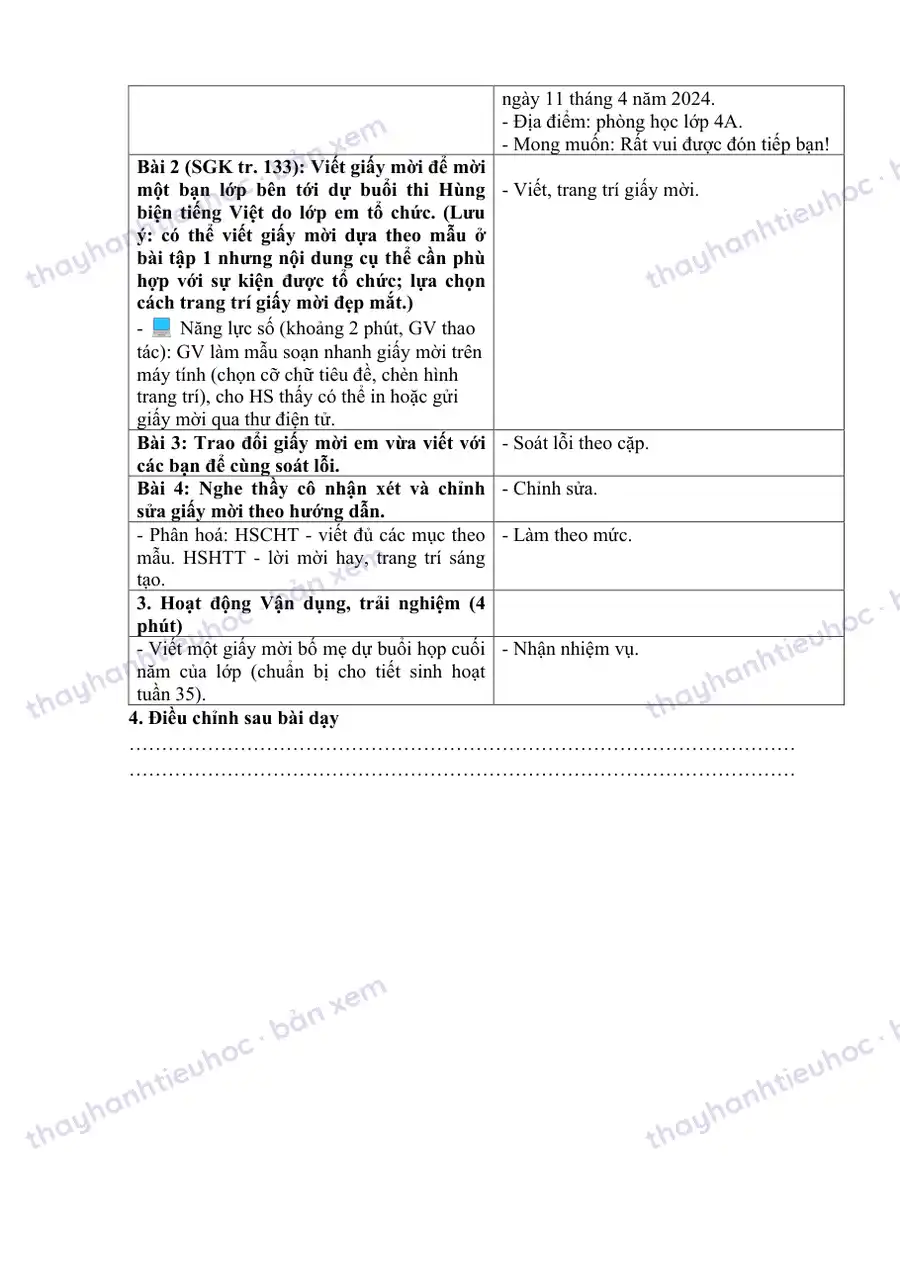 ngày 11 tháng 4 năm 2024.
- Địa điểm: phòng học lớp 4A.
- Mong muốn: Rất vui được đón tiếp bạn!
Bài 2 (SGK tr. 133): Viết giấy mời để mời
một bạn lớp bên tới dự buổi thi Hùng
biện tiếng Việt do lớp em tổ chức. (Lưu
ý: có thể viết giấy mời dựa theo mẫu ở
bài tập 1 nhưng nội dung cụ thể cần phù
hợp với sự kiện được tổ chức; lựa chọn
cách trang trí giấy mời đẹp mắt.)
- Năng lực số (khoảng 2 phút, GV thao
tác): GV làm mẫu soạn nhanh giấy mời trên
máy tính (chọn cỡ chữ tiêu đề, chèn hình
trang trí), cho HS thấy có thể in hoặc gửi
giấy mời qua thư điện tử.
- Viết, trang trí giấy mời.
Bài 3: Trao đổi giấy mời em vừa viết với
các bạn để cùng soát lỗi.
- Soát lỗi theo cặp.
Bài 4: Nghe thầy cô nhận xét và chỉnh
sửa giấy mời theo hướng dẫn.
- Chỉnh sửa.
- Phân hoá: HSCHT - viết đủ các mục theo
mẫu. HSHTT - lời mời hay, trang trí sáng
tạo.
- Làm theo mức.
3. Hoạt động Vận dụng, trải nghiệm (4
phút)
- Viết một giấy mời bố mẹ dự buổi họp cuối
năm của lớp (chuẩn bị cho tiết sinh hoạt
tuần 35).
- Nhận nhiệm vụ.
4. Điều chỉnh sau bài dạy
……………………………………………………………………………………………
……………………………………………………………………………………………
thayhanhtieuhoc · bản xem
thayhanhtieuhoc · b
thayhanhtieuhoc · bản xem
thayhanhtieuhoc · b
thayhanhtieuhoc · bản xem
thayhanhtieuhoc · b